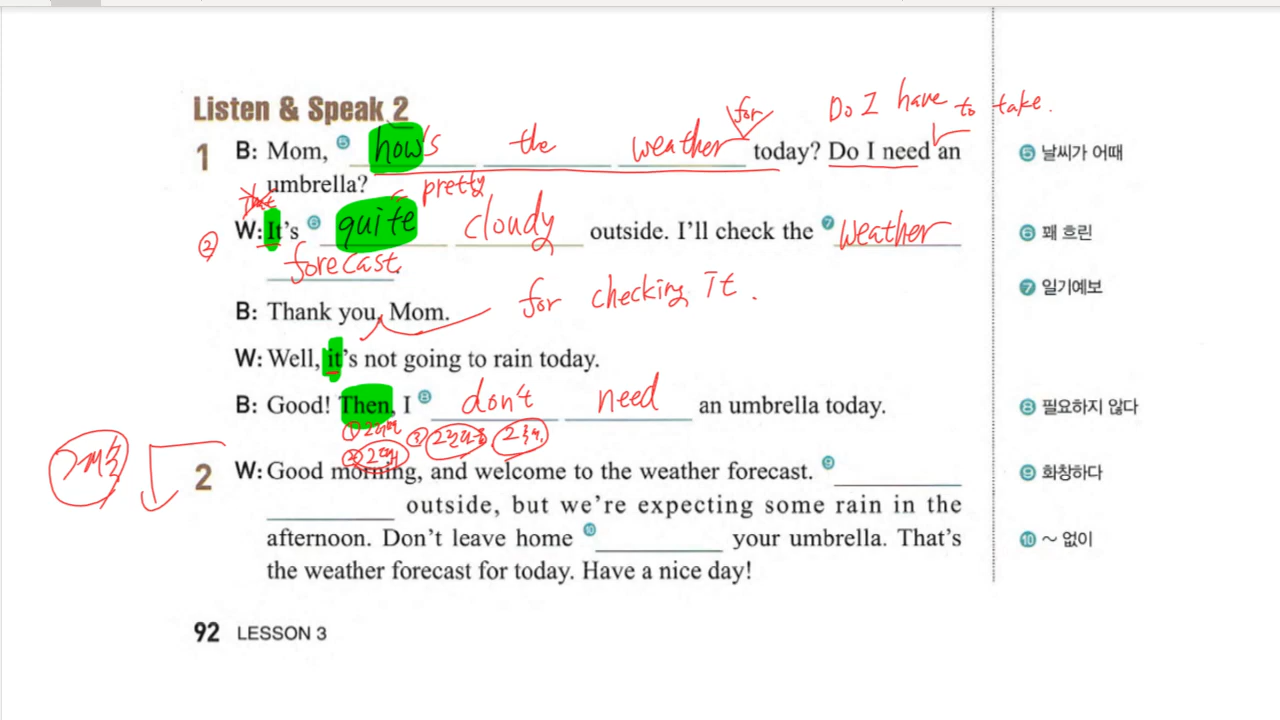 Listen & Speak 2
for
Do I have to take.
1 B: Mom, ⑤ how's the weather today? Do I need an
umbrella?
pretty
② W: It's ⑥ quite cloudy outside. I'll check the ⑦ weather
forecast.
B: Thank you, Mom.
for checking it.
W: Well, it's not going to rain today.
B: Good! Then, I ⑧ don't need an umbrella today.
① ②
2 W: Good morning, and welcome to the weather forecast. ⑨
outside, but we're expecting some rain in the
afternoon. Don't leave home ⑩ your umbrella. That's
the weather forecast for today. Have a nice day!
⑤ 날씨가 어때
⑥ 꽤 흐린
⑦ 일기예보
⑧ 필요하지 않다
⑨ 화창하다
⑩ ~ 없이
92 LESSON 3